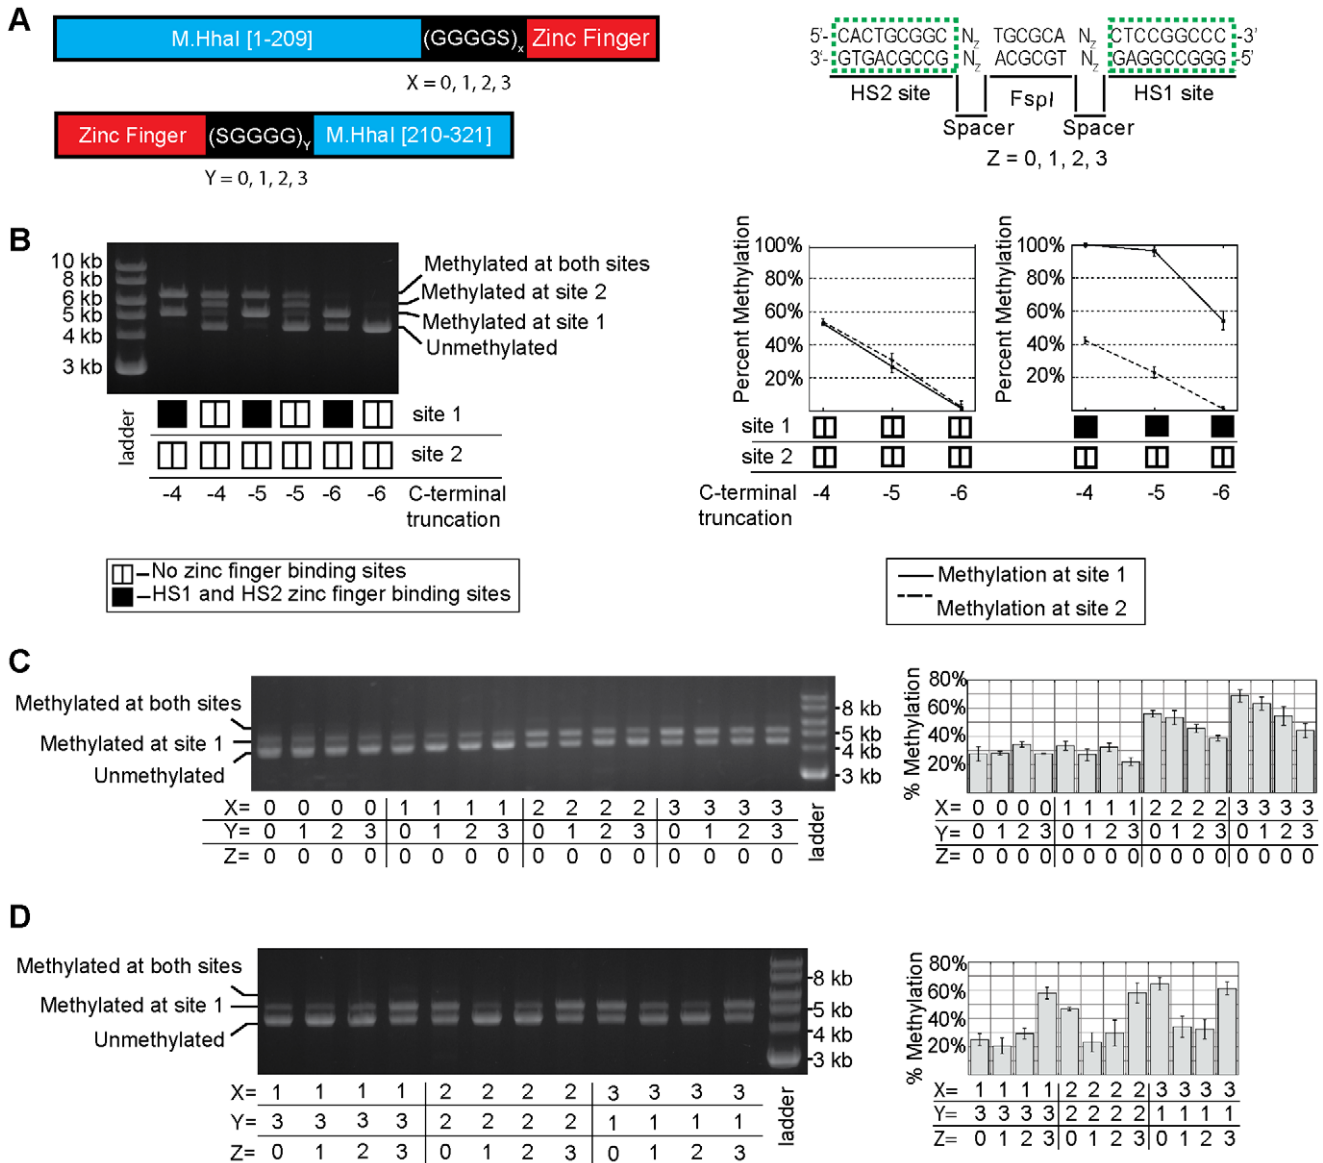 A
M.HhaI [1-209] (GGGGS)x Zinc Finger
X = 0, 1, 2, 3
Zinc Finger (SGGGG)Y M.HhaI [210-321]
Y = 0, 1, 2, 3
5'- CACTGCGGC NZ TGCGCA NZ CTCCGGCCC -3'
3'- GTGACGCCG NZ ACGCGT NZ GAGGCCGGG -5'
HS2 site FspI HS1 site
Spacer Spacer
Z = 0, 1, 2, 3
B
10 kb
8 kb
6 kb
5 kb
4 kb
3 kb
Methylated at both sites
Methylated at site 2
Methylated at site 1
Unmethylated
ladder
site 1
site 2
-4 -4 -5 -5 -6 -6 C-terminal
truncation
No zinc finger binding sites
HS1 and HS2 zinc finger binding sites
Percent Methylation
100%
80%
60%
40%
20%
Percent Methylation
100%
80%
60%
40%
20%
site 1
site 2
C-terminal
truncation
-4 -5 -6 -4 -5 -6
Methylation at site 1
Methylation at site 2
C
Methylated at both sites
Methylated at site 1
Unmethylated
8 kb
5 kb
4 kb
3 kb
X= 0 0 0 0 1 1 1 1 2 2 2 2 3 3 3 3
Y= 0 1 2 3 0 1 2 3 0 1 2 3 0 1 2 3
Z= 0 0 0 0 0 0 0 0 0 0 0 0 0 0 0 0
ladder
% Methylation
80%
60%
40%
20%
X= 0 0 0 0 1 1 1 1 2 2 2 2 3 3 3 3
Y= 0 1 2 3 0 1 2 3 0 1 2 3 0 1 2 3
Z= 0 0 0 0 0 0 0 0 0 0 0 0 0 0 0 0
D
Methylated at both sites
Methylated at site 1
Unmethylated
8 kb
5 kb
4 kb
3 kb
X= 1 1 1 1 2 2 2 2 3 3 3 3
Y= 3 3 3 3 2 2 2 2 1 1 1 1
Z= 0 1 2 3 0 1 2 3 0 1 2 3
ladder
% Methylation
80%
60%
40%
20%
X= 1 1 1 1 2 2 2 2 3 3 3 3
Y= 3 3 3 3 2 2 2 2 1 1 1 1
Z= 0 1 2 3 0 1 2 3 0 1 2 3